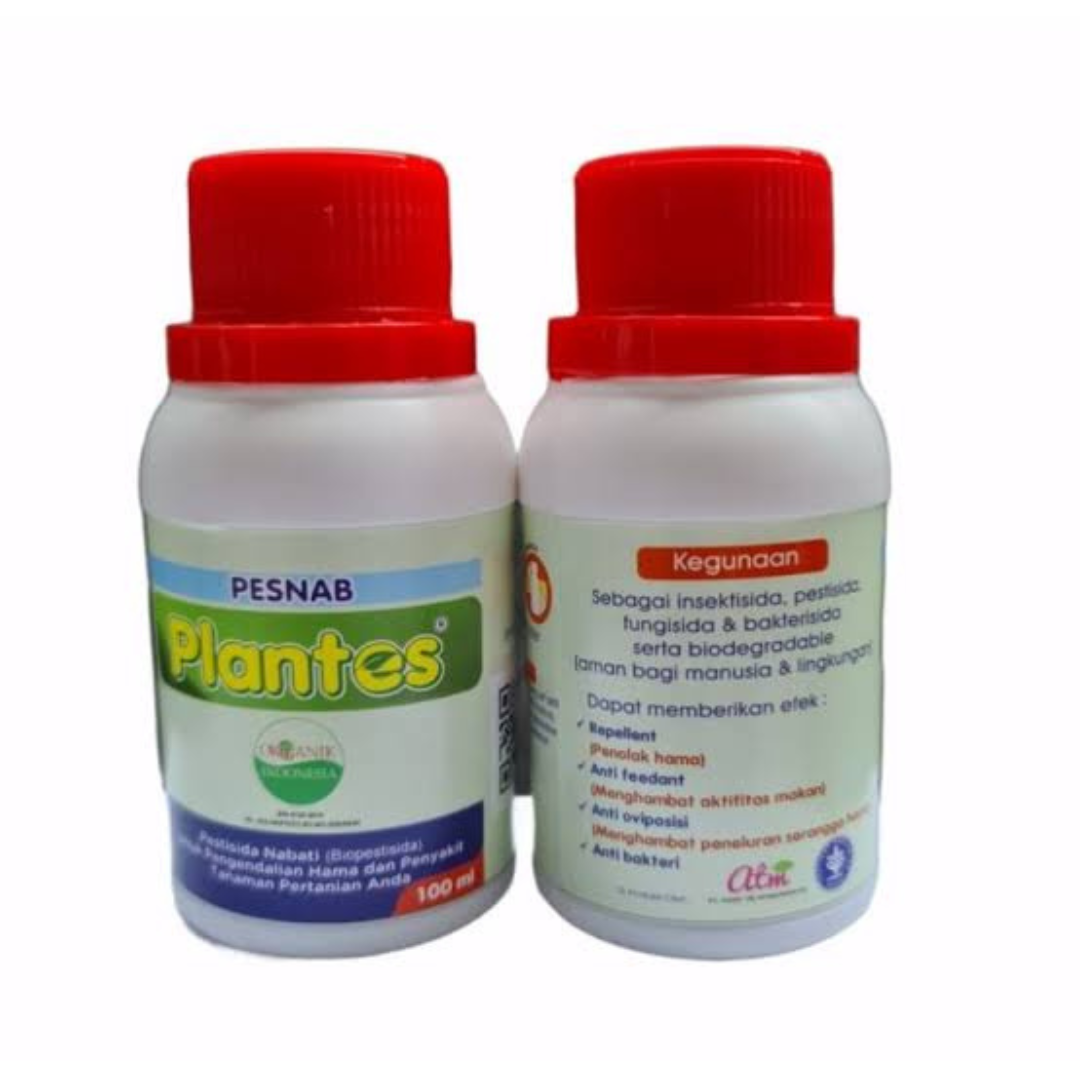 PESNAB
Plantes®
ORGANIK
INDONESIA
Pestisida Nabati (Biopestisida)
Pengendalian Hama dan Penyakit
Tanaman Pertanian Anda
100 ml
Kegunaan
Sebagai insektisida, pestisida,
fungisida & bakterisida
serta biodegradable
(aman bagi manusia & lingkungan)
Dapat memberikan efek :
✓ Repellent
(Penolak hama)
✓ Anti feedant
(Menghambat aktifitas makan)
✓ Anti oviposisi
(Menghambat peneluran serangga
✓ Anti bakteri
atm